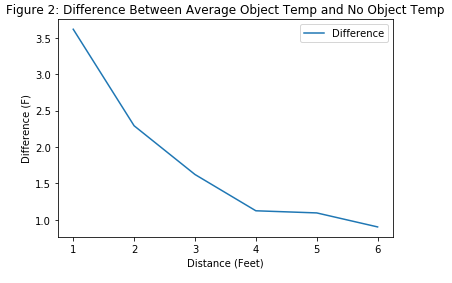 Figure 2: Difference Between Average Object Temp and No Object Temp
Difference
3.5
3.0
2.5
2.0
1.5
1.0
Difference (F)
1 2 3 4 5 6
Distance (Feet)